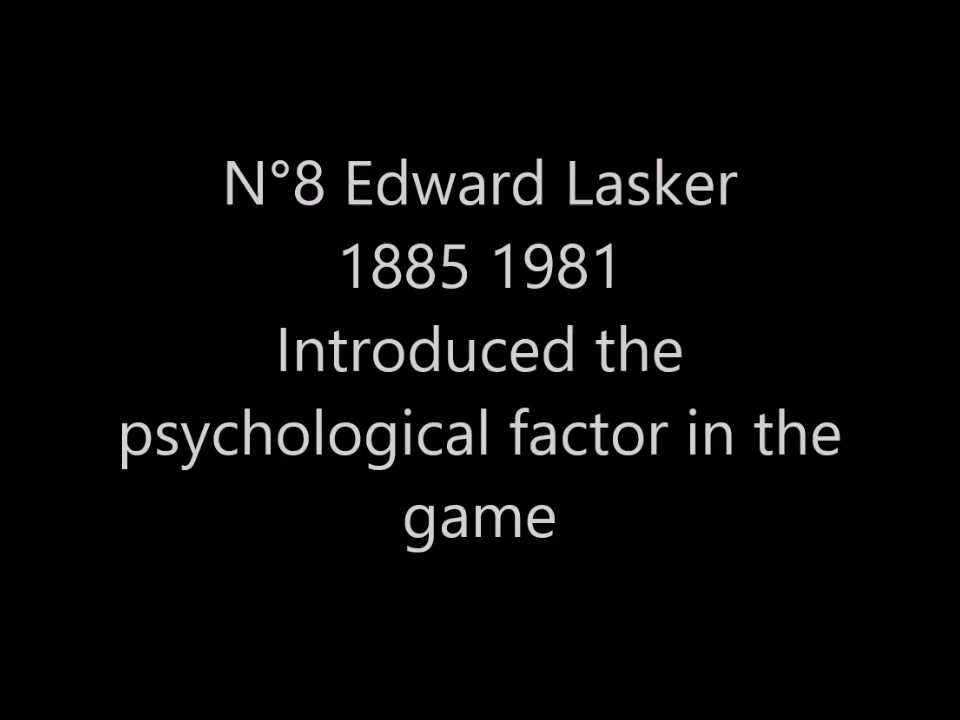 N°8 Edward Lasker
1885 1981
Introduced the
psychological factor in the
game